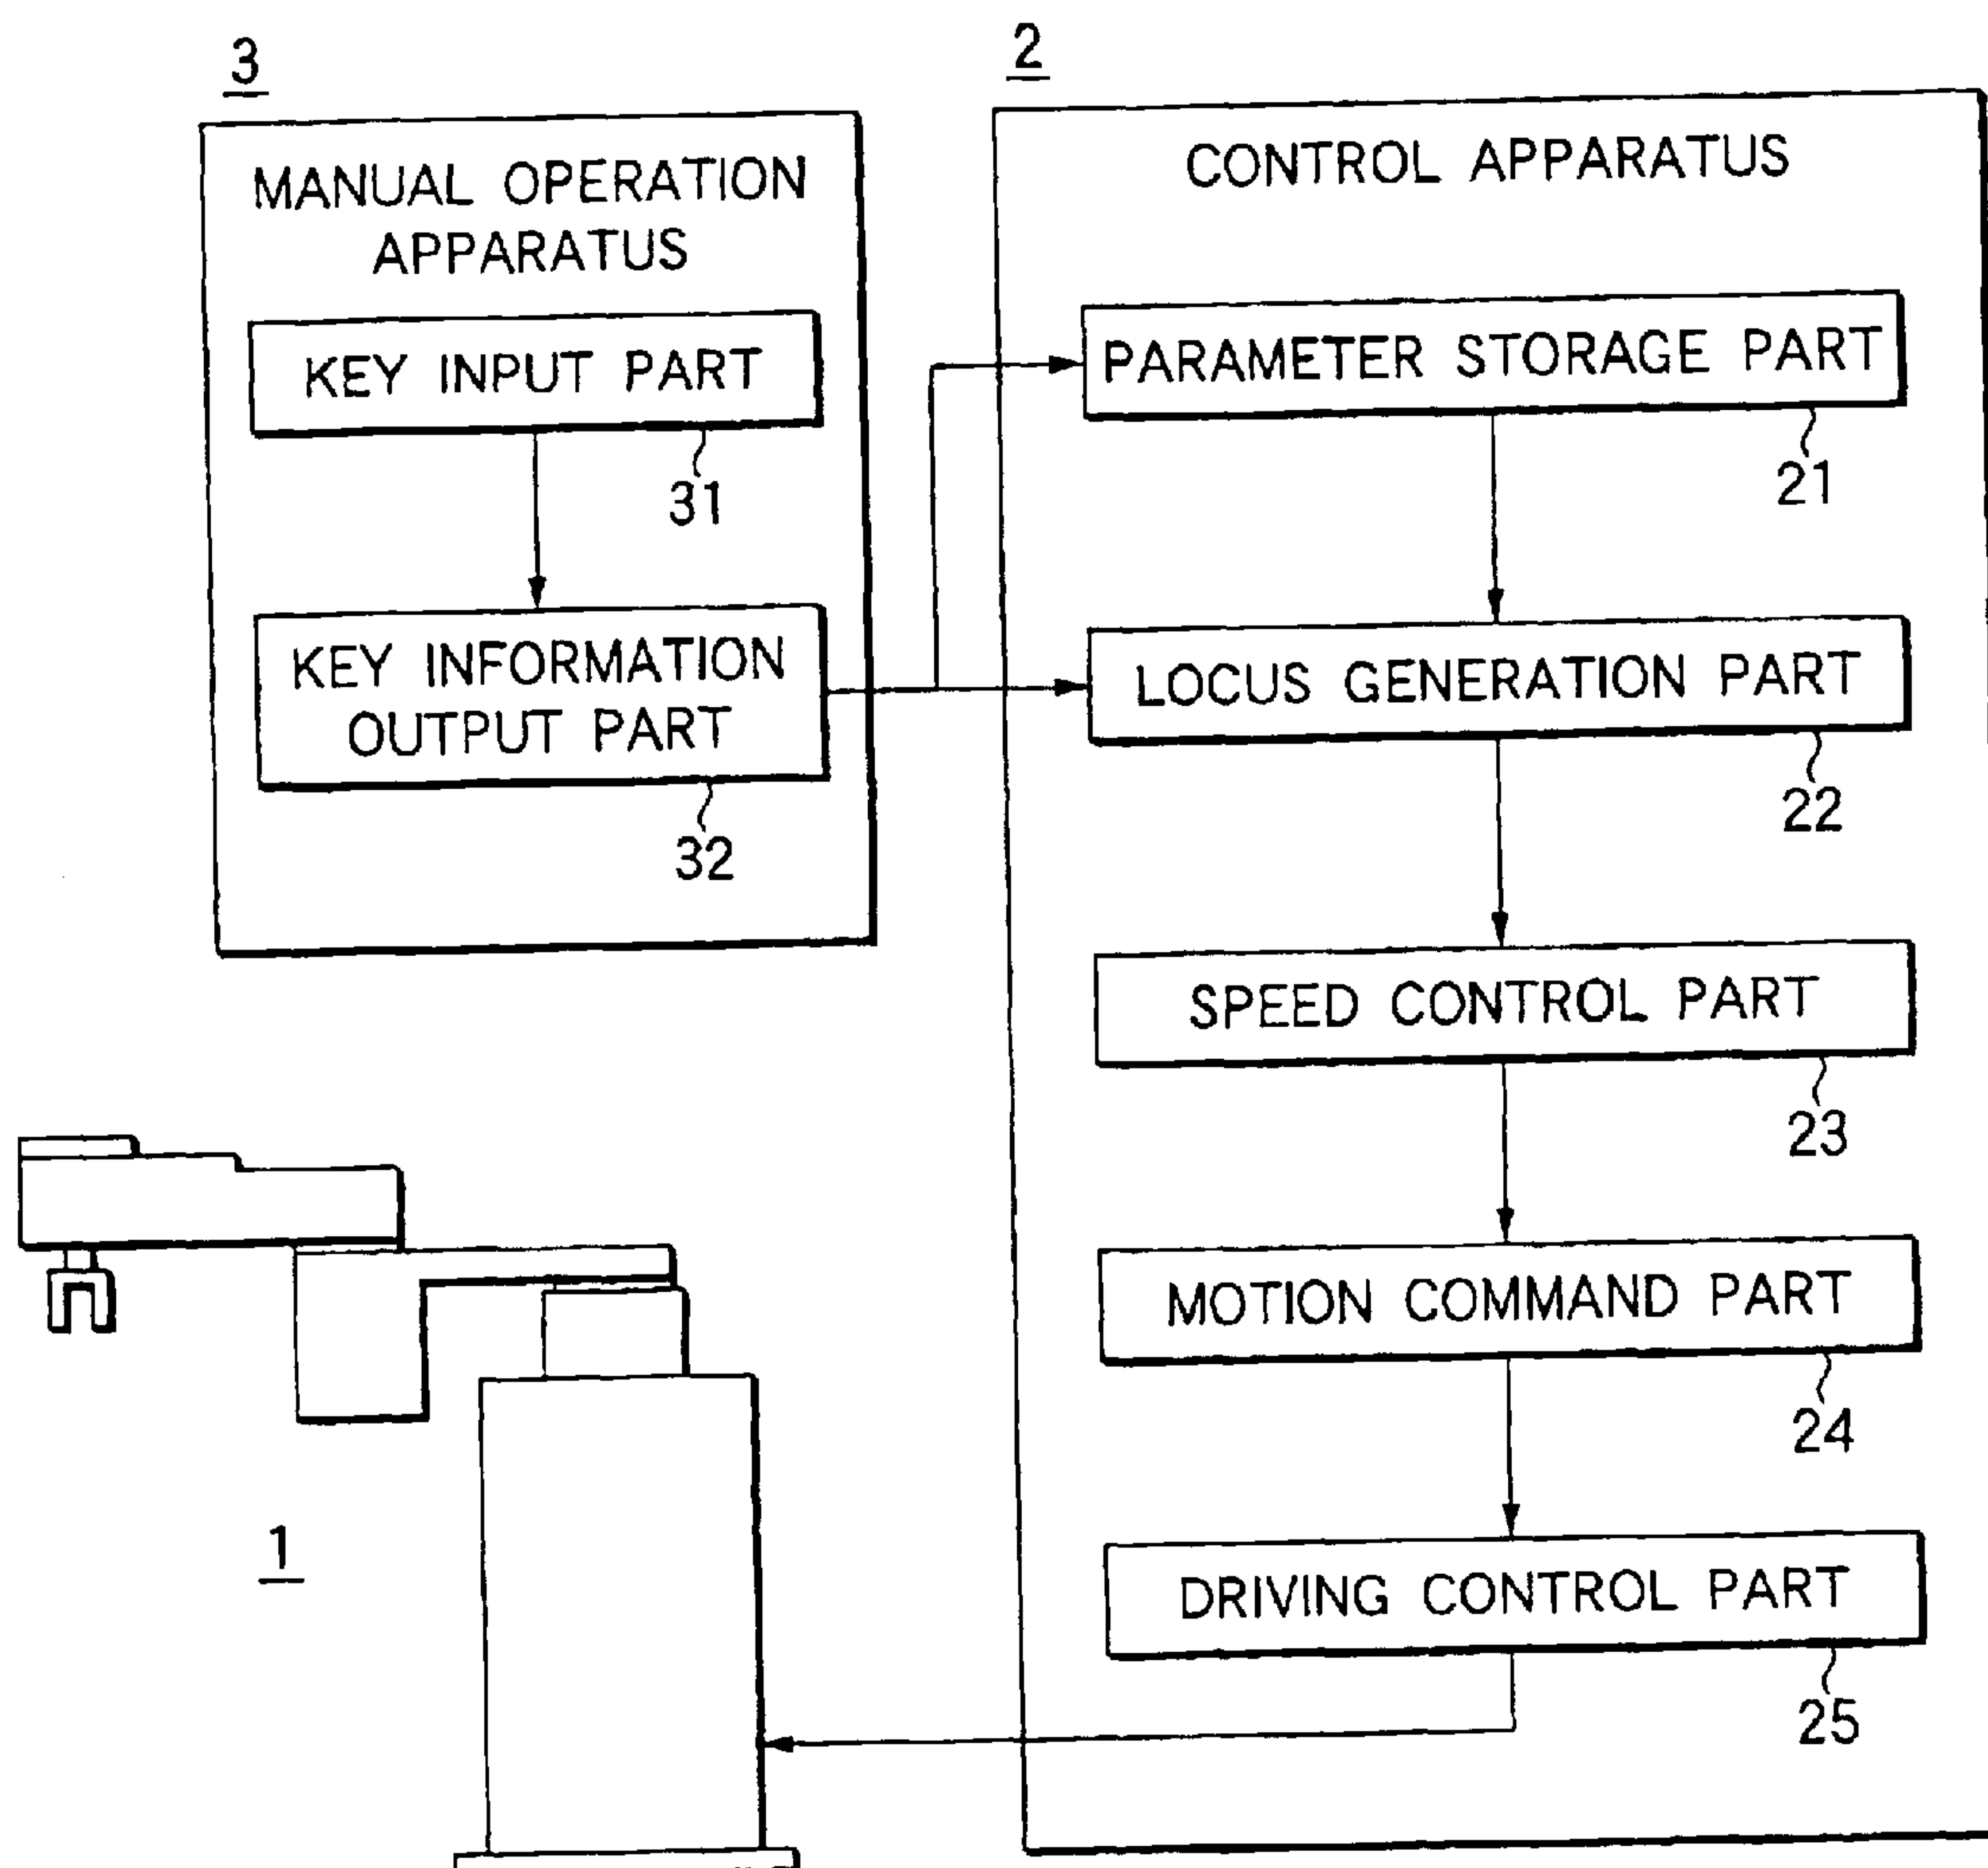 3
MANUAL OPERATION
APPARATUS
KEY INPUT PART
31
KEY INFORMATION
OUTPUT PART
32
2
CONTROL APPARATUS
PARAMETER STORAGE PART
21
LOCUS GENERATION PART
22
SPEED CONTROL PART
23
MOTION COMMAND PART
24
DRIVING CONTROL PART
25
1